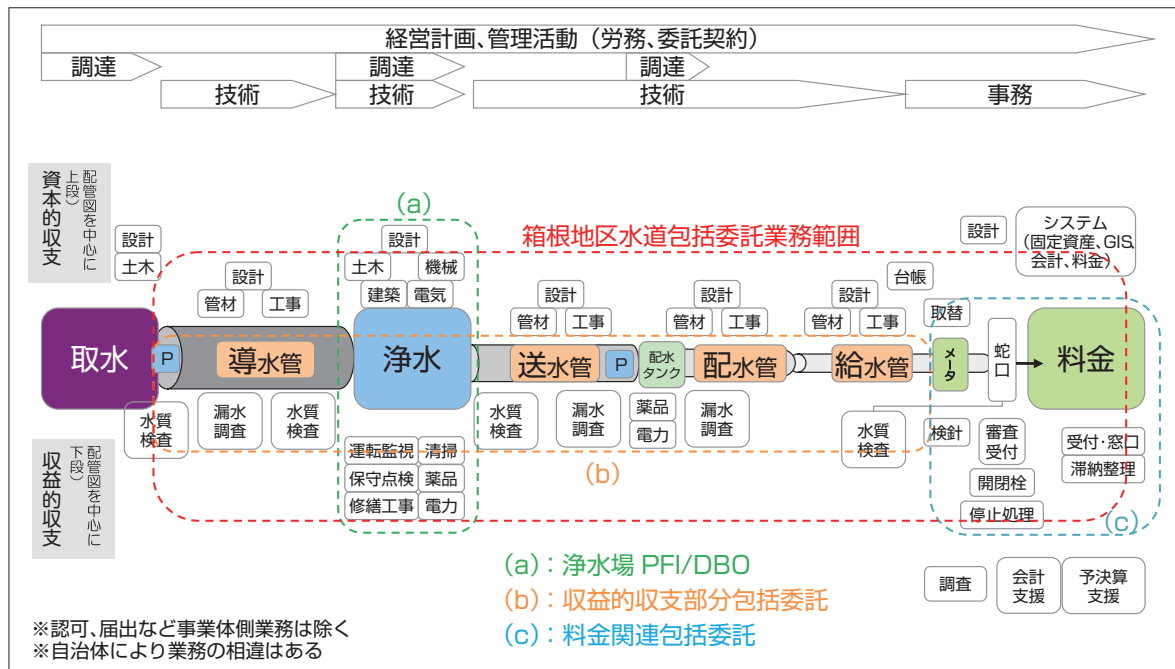 経営計画、管理活動（労務、委託契約）
調達
調達
調達
技術
技術
技術
事務
資本的収支
配管図を中心に
上段）
(a)
箱根地区水道包括委託業務範囲
設計
土木
設計
管材
工事
設計
土木
機械
建築
電気
設計
管材
工事
設計
管材
工事
設計
管材
工事
台帳
設計
システム
(固定資産、GIS、
会計、料金)
取替
取水
P
導水管
浄水
送水管
P
配水
タンク
配水管
給水管
メータ
蛇口
料金
収益的収支
配管図を中心に
下段）
水質
検査
漏水
調査
水質
検査
運転監視
清掃
保守点検
薬品
修繕工事
電力
水質
検査
漏水
調査
薬品
電力
漏水
調査
水質
検査
検針
審査
受付
開閉栓
停止処理
受付・窓口
滞納整理
(b)
(c)
(a)：浄水場 PFI/DBO
(b)：収益的収支部分包括委託
(c)：料金関連包括委託
調査
会計
支援
予決算
支援
※認可、届出など事業体側業務は除く
※自治体により業務の相違はある